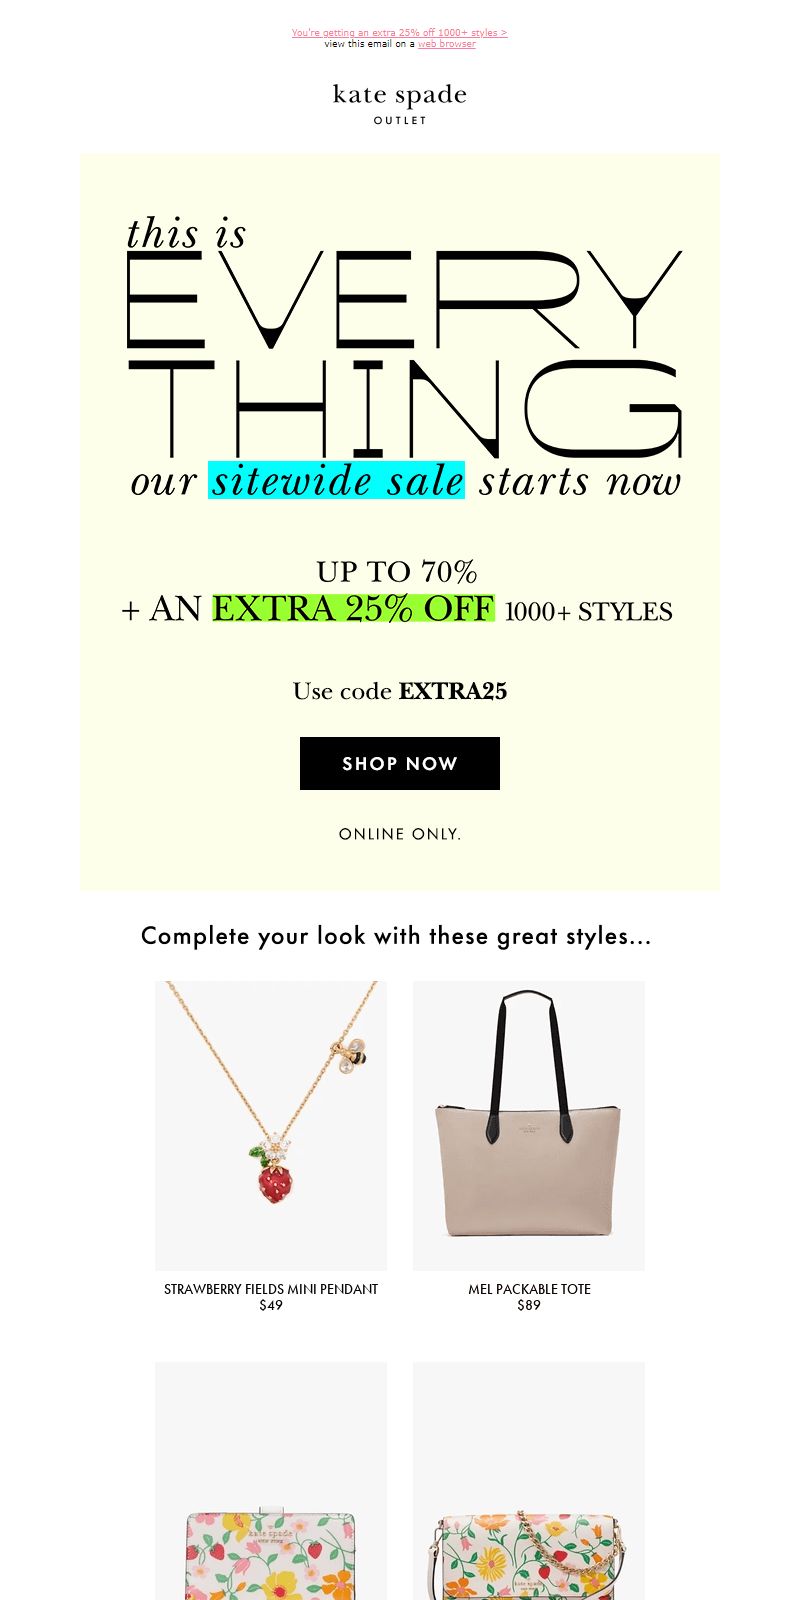 You're getting an extra 25% off 1000+ styles >
view this email on a web browser
kate spade
OUTLET
this is
EVERY
THING
our sitewide sale starts now
UP TO 70%
+ AN EXTRA 25% OFF 1000+ STYLES
Use code EXTRA25
SHOP NOW
ONLINE ONLY.
Complete your look with these great styles...
STRAWBERRY FIELDS MINI PENDANT
$49
MEL PACKABLE TOTE
$89
kate spade